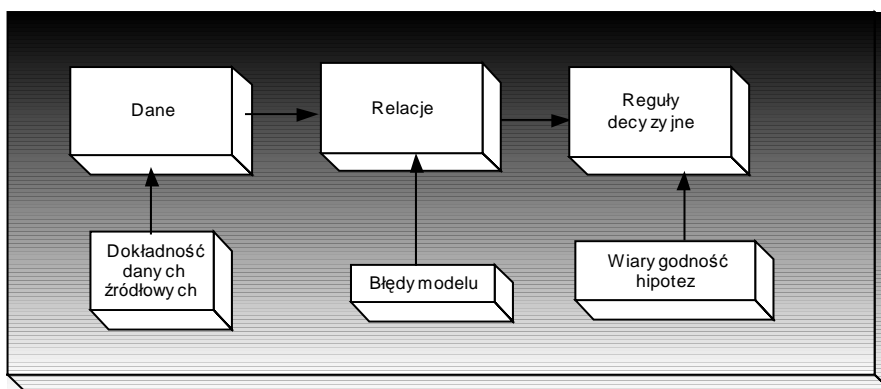 Dane
Relacje
Reguły
decyzyjne
Dokładność
danych
źródłowych
Błędy modelu
Wiarygodność
hipotez